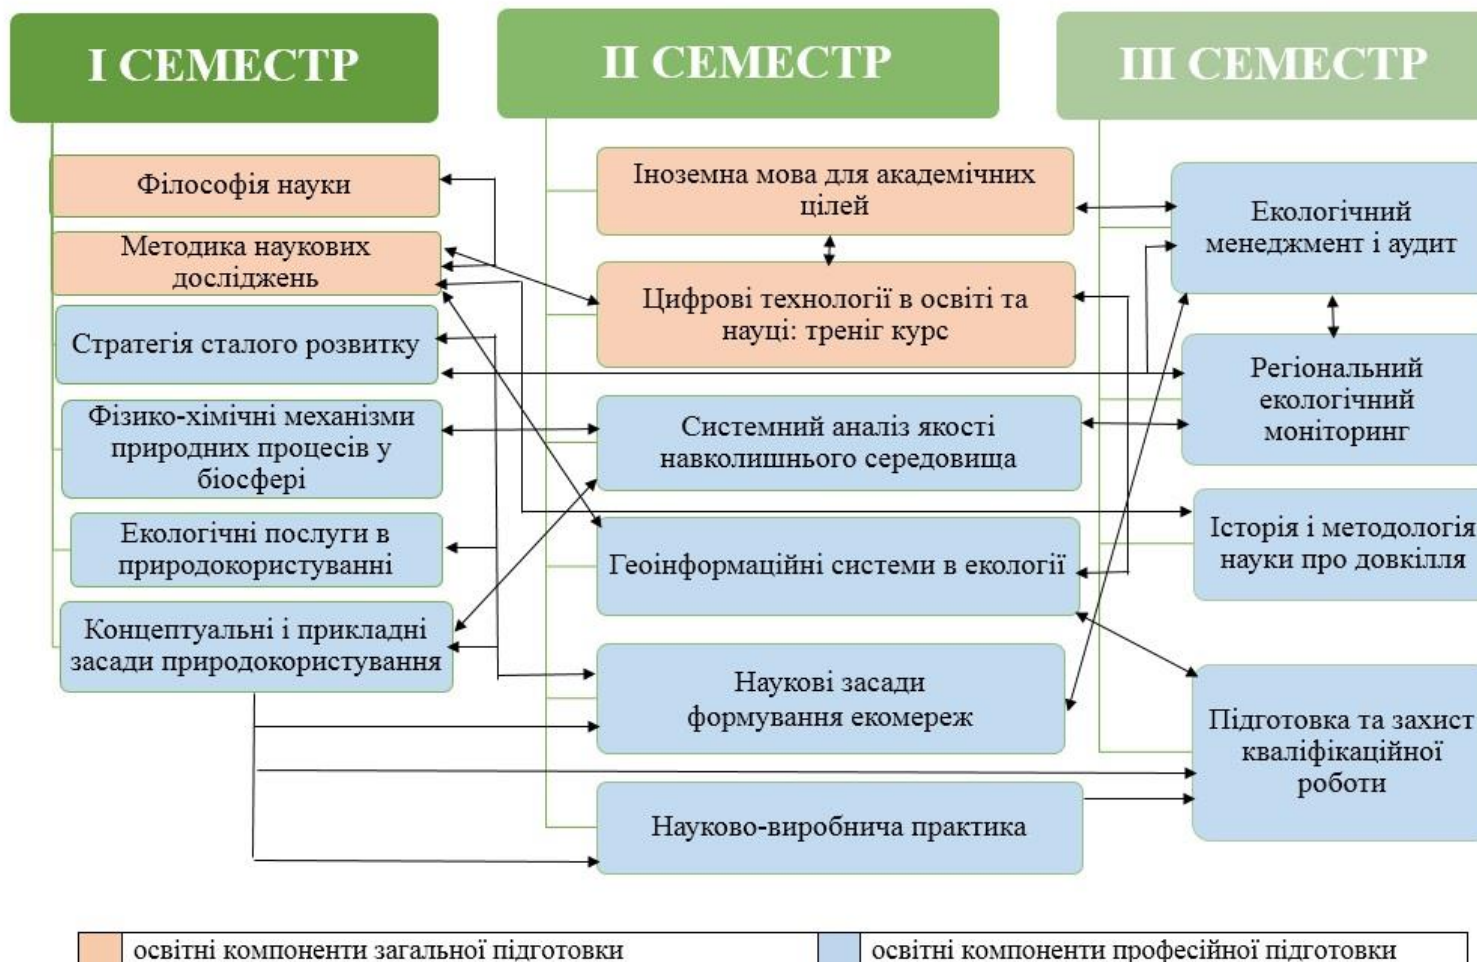 І СЕМЕСТР
Філософія науки
Методика наукових
досліджень
Стратегія сталого розвитку
Фізико-хімічні механізми
природних процесів у
біосфері
Екологічні послуги в
природокористуванні
Концептуальні і прикладні
засади природокористування
ІІ СЕМЕСТР
Іноземна мова для академічних
цілей
Цифрові технології в освіті та
науці: треніг курс
Системний аналіз якості
навколишнього середовища
Геоінформаційні системи в екології
Наукові засади
формування екомереж
Науково-виробнича практика
ІІІ СЕМЕСТР
Екологічний
менеджмент і аудит
Регіональний
екологічний
моніторинг
Історія і методологія
науки про довкілля
Підготовка та захист
кваліфікаційної
роботи
освітні компоненти загальної підготовки
освітні компоненти професійної підготовки